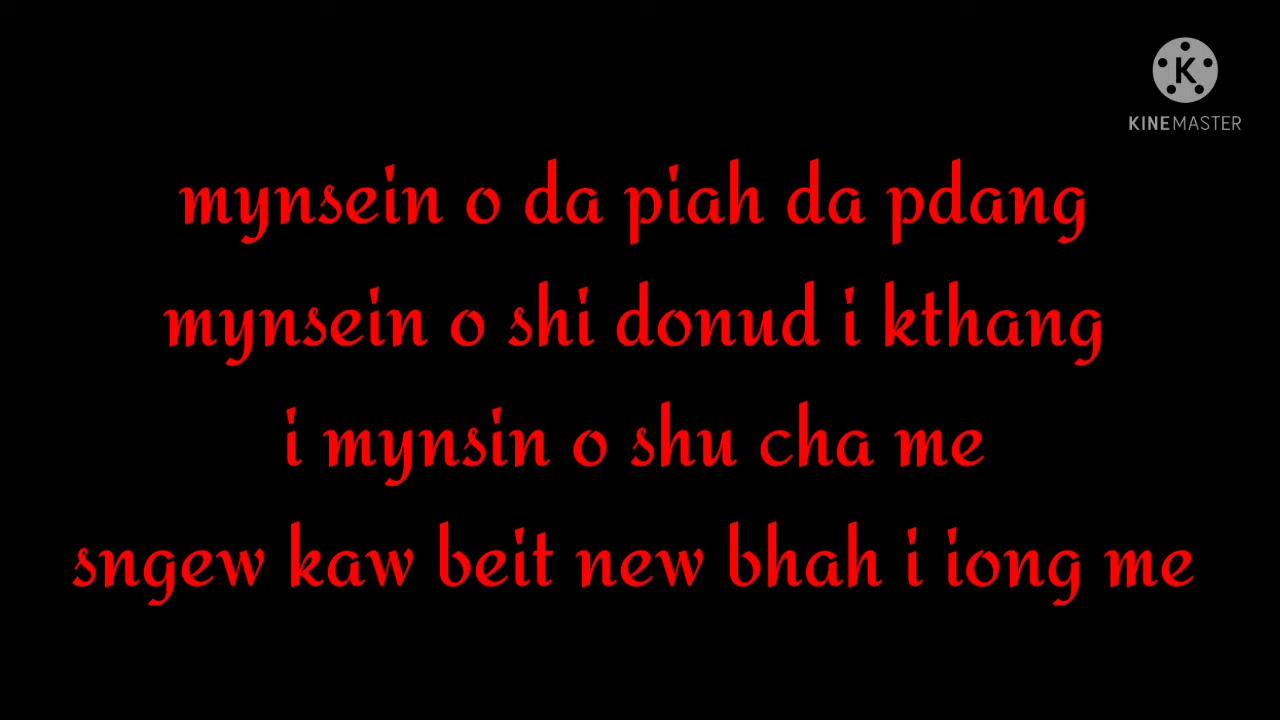 KINEMASTER
mynsein o da piah da pdang
mynsein o shi donud i kthang
i mynsin o shu cha me
sngew kaw beit new bhah i iong me